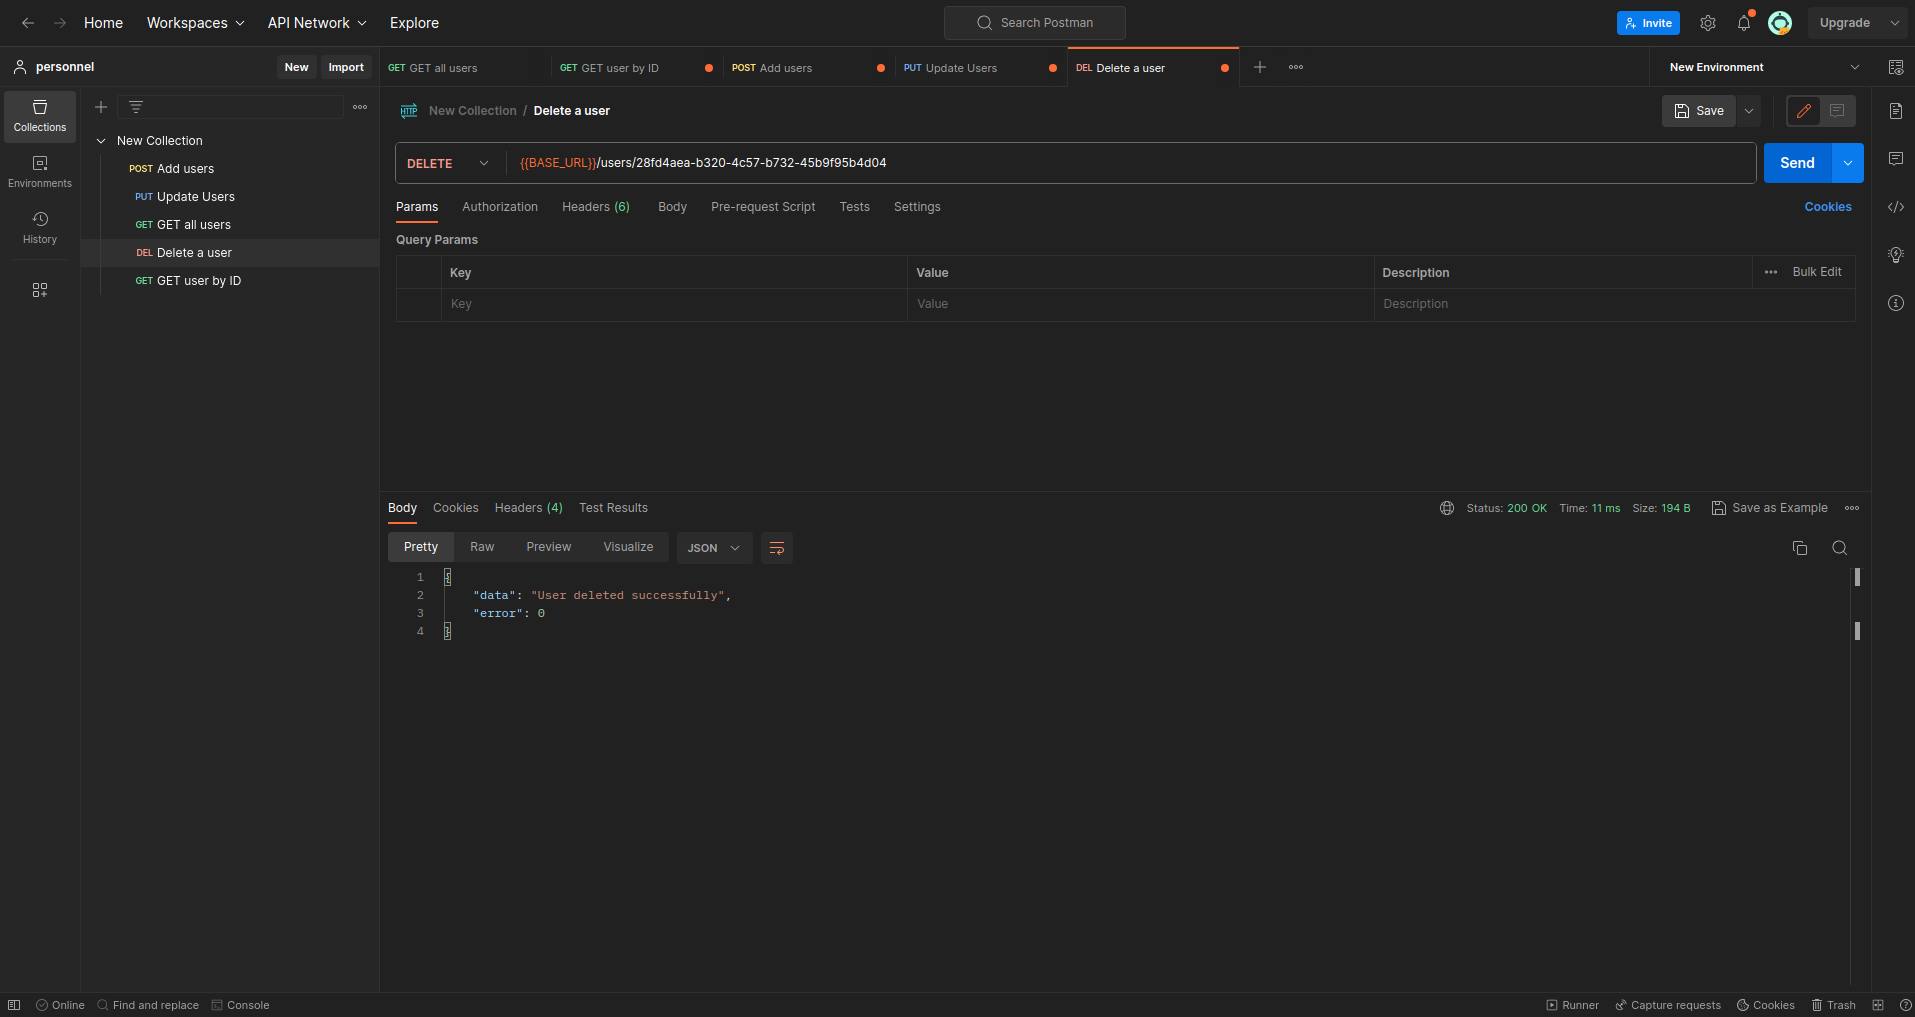 Home Workspaces API Network Explore Search Postman Invite Upgrade
personnel New Import GET GET all users GET GET user by ID POST Add users PUT Update Users DEL Delete a user New Environment
Collections
Environments
History
New Collection
POST Add users
PUT Update Users
GET GET all users
DEL Delete a user
GET GET user by ID
HTTP New Collection / Delete a user Save
DELETE {{BASE_URL}}/users/28fd4aea-b320-4c57-b732-45b9f95b4d04 Send
Params Authorization Headers (6) Body Pre-request Script Tests Settings Cookies
Query Params
Key Value Description Bulk Edit
Key Value Description
Body Cookies Headers (4) Test Results Status: 200 OK Time: 11 ms Size: 194 B Save as Example
Pretty Raw Preview Visualize JSON
1 {
2 "data": "User deleted successfully",
3 "error": 0
4 }
Online Find and replace Console Runner Capture requests Cookies Trash